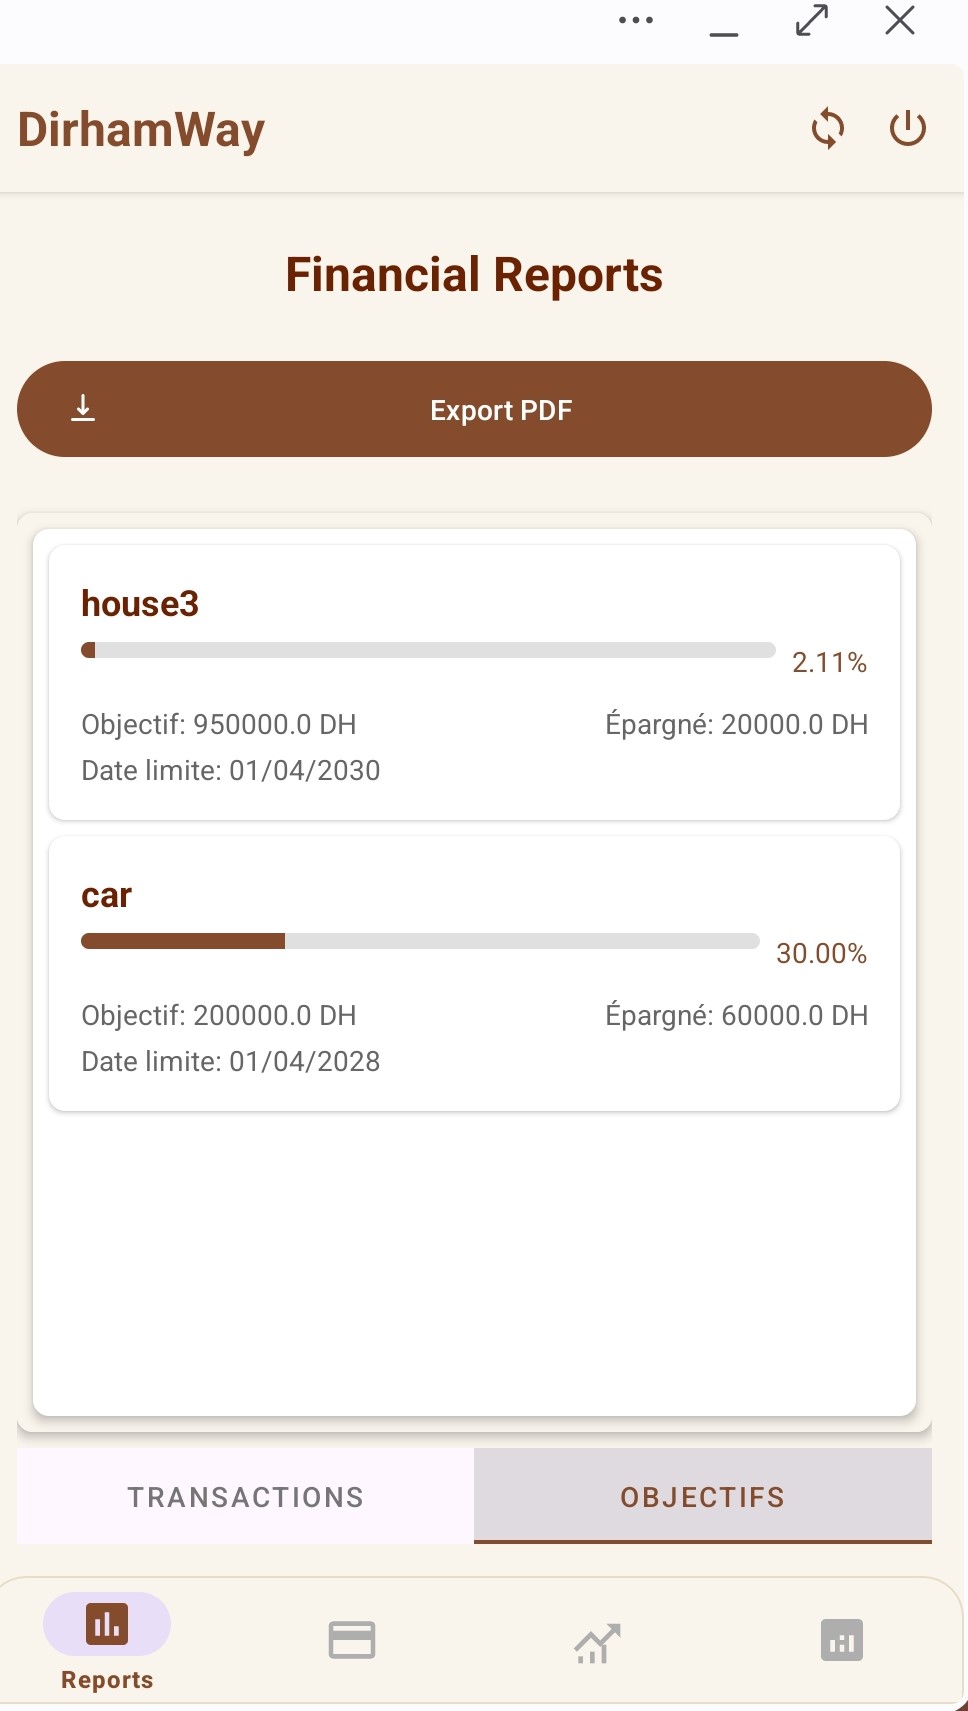 DirhamWay
Financial Reports
Export PDF
house3
2.11%
Objectif: 950000.0 DH
Épargné: 20000.0 DH
Date limite: 01/04/2030
car
30.00%
Objectif: 200000.0 DH
Épargné: 60000.0 DH
Date limite: 01/04/2028
TRANSACTIONS
OBJECTIFS
Reports